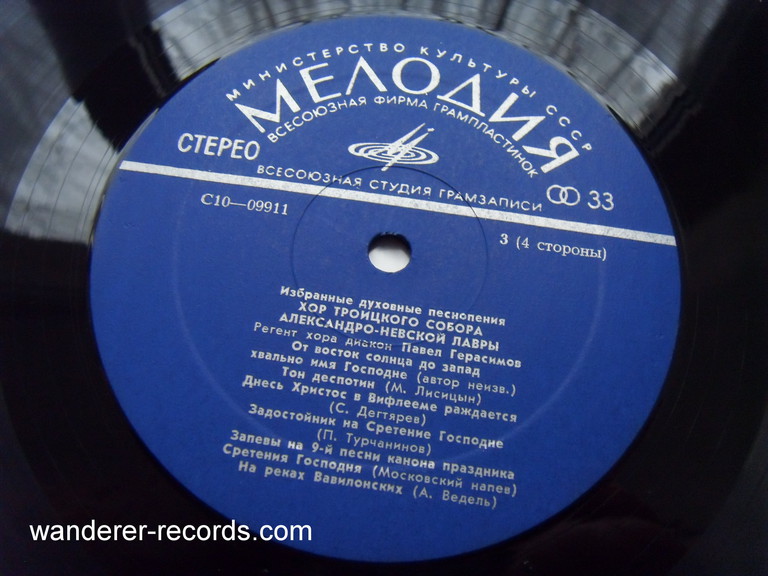 МИНИСТЕРСТВО КУЛЬТУРЫ СССР
МЕЛОДИЯ
ВСЕСОЮЗНАЯ ФИРМА ГРАМПЛАСТИНОК
СТЕРЕО
33
ВСЕСОЮЗНАЯ СТУДИЯ ГРАМЗАПИСИ
С10—09911
3 (4 стороны)
Избранные духовные песнопения
ХОР ТРОИЦКОГО СОБОРА
АЛЕКСАНДРО-НЕВСКОЙ ЛАВРЫ
Регент хора диакон Павел Герасимов
От восток солнца до запад
хвально имя Господне (автор неизв.)
Тон деспотин (М. Лисицын)
Днесь Христос в Вифлееме раждается
(С. Дегтярев)
Задостойник на Сретение Господне
(П. Турчанинов)
Запевы на 9-й песни канона праздника
Сретения Господня (Московский напев)
На реках Вавилонских (А. Ведель)
wanderer-records.com